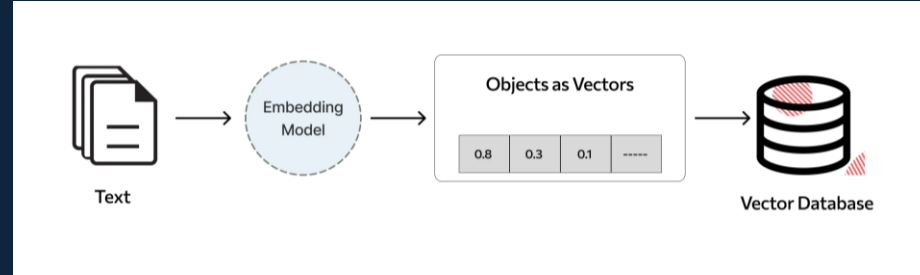 Text
Embedding
Model
Objects as Vectors
0.8 0.3 0.1 -----
Vector Database